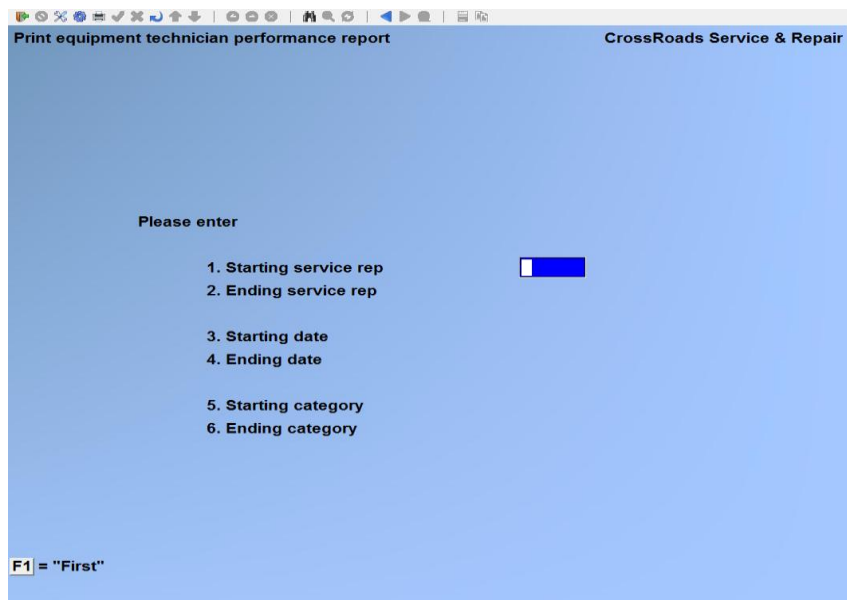 Print equipment technician performance report CrossRoads Service & Repair
Please enter
1. Starting service rep
2. Ending service rep
3. Starting date
4. Ending date
5. Starting category
6. Ending category
F1 = "First"